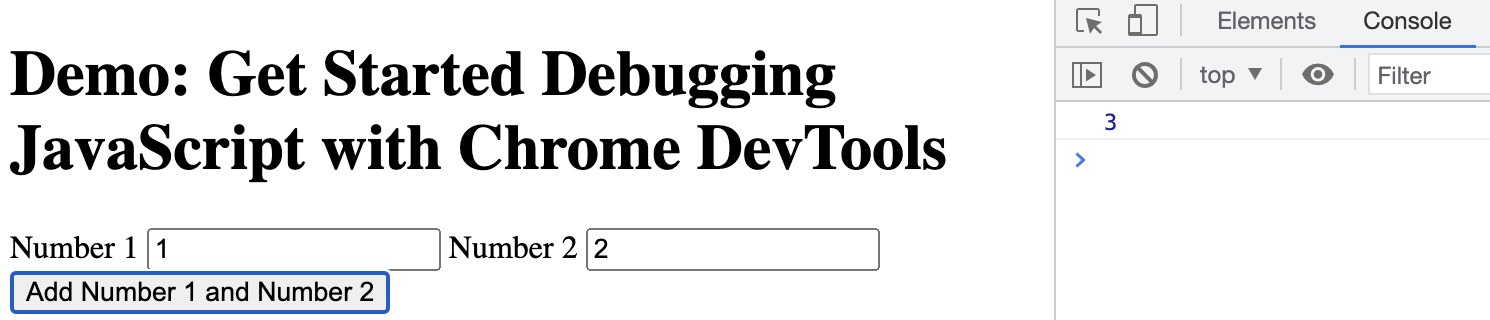 Demo: Get Started Debugging
JavaScript with Chrome DevTools
Number 1 1 Number 2 2
Add Number 1 and Number 2
Elements Console
top ▼ Filter
3
>